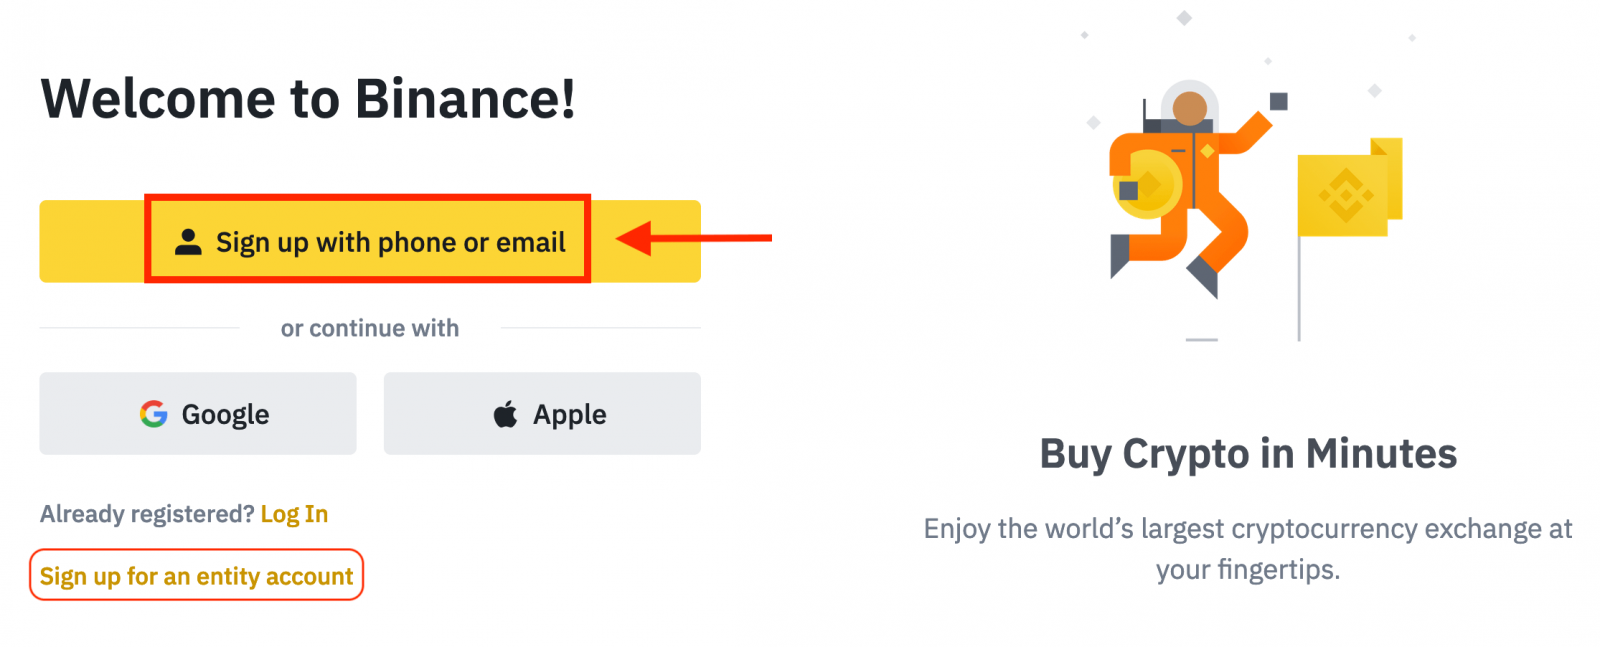 Welcome to Binance!
Sign up with phone or email
or continue with
Google
Apple
Already registered? Log In
Sign up for an entity account
Buy Crypto in Minutes
Enjoy the world’s largest cryptocurrency exchange at
your fingertips.